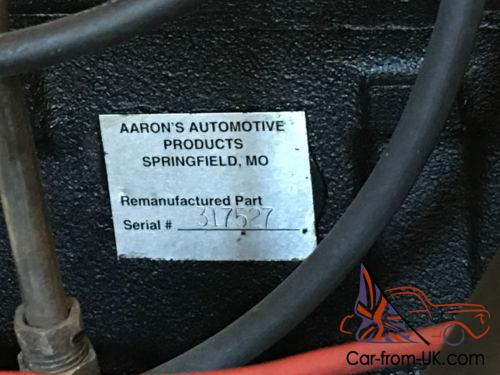 AARON'S AUTOMOTIVE
PRODUCTS
SPRINGFIELD, MO
Remanufactured Part
Serial # 317527
Car-from-UK.com